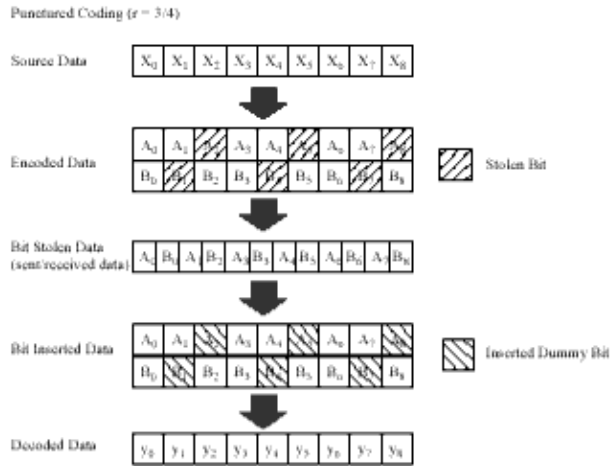 Punctured Coding (r = 3/4)
Source Data X0 X1 X2 X3 X4 X5 X6 X7 X8
A0 A1 A3 A4 A6 A7
Encoded Data
Stolen Bit
B0 B1 B2 B3 B5 B6 B8
Bit Stolen Data
(sent/received data)
A0 B0 A1 B2 A3 B3 A4 B5 A6 B6 A7 B8
A0 A1 A2 A3 A4 A6 A7
Bit Inserted Data
Inserted Dummy Bit
B0 B2 B3 B5 B6 B8
Decoded Data y0 y1 y2 y3 y4 y5 y6 y7 y8